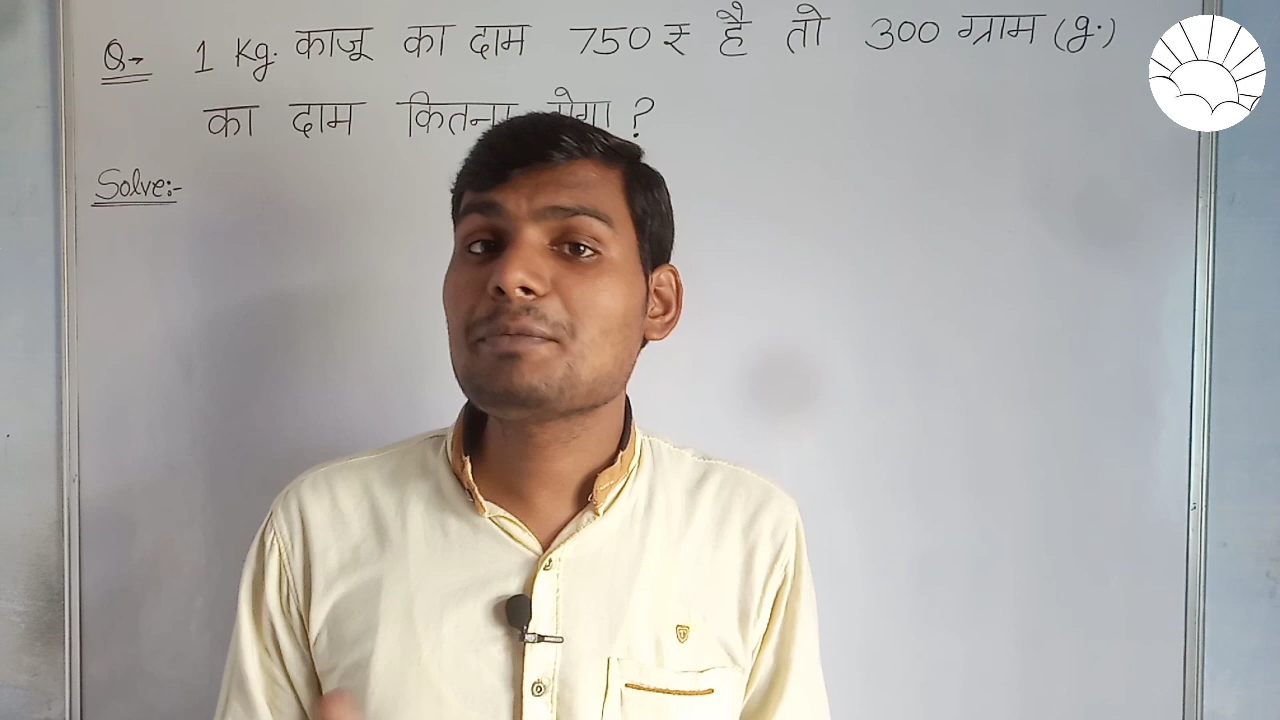 Q→ 1 Kg. काजू का दाम 750 ₹ है तो 300 ग्राम (g.)
का दाम कितना ?
Solve:-